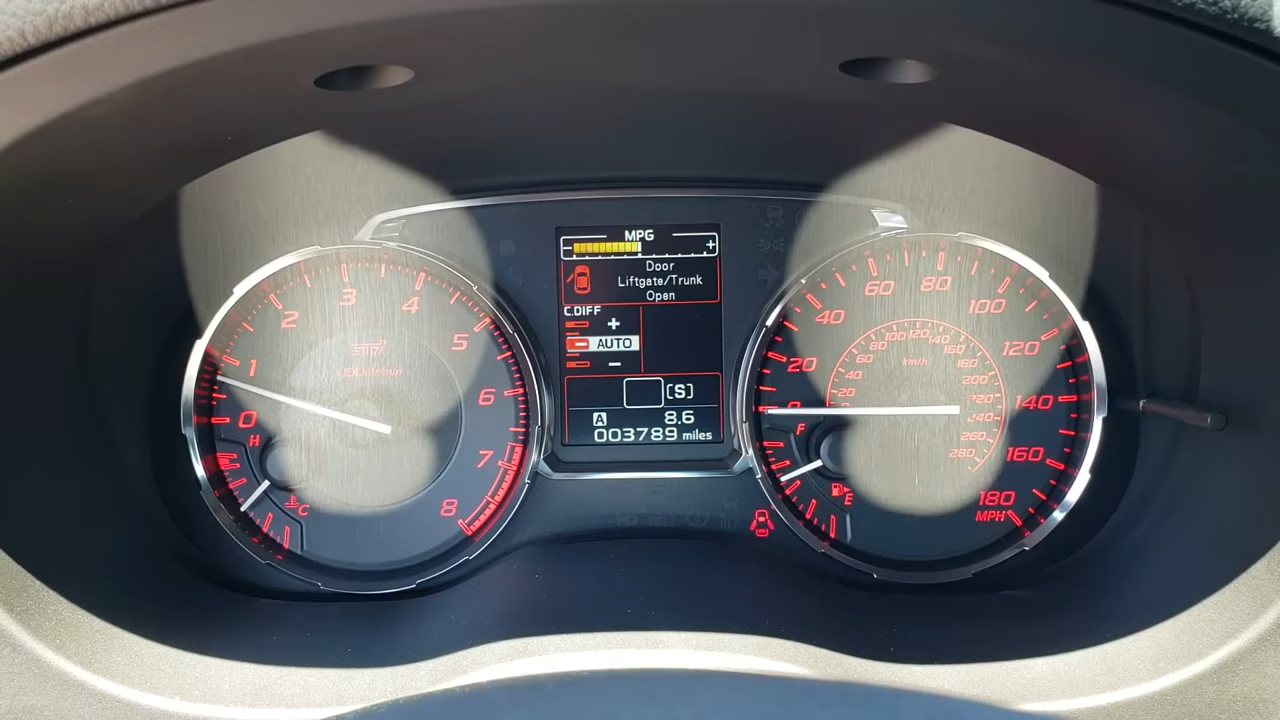 0
1
2
3
4
5
6
7
8
STI
x1000r/min
H
C
MPG
- +
Door
Liftgate/Trunk
Open
C.DIFF
+
AUTO
-
[S]
A 8.6
003789 miles
0
20
40
60
80
100
120
140
160
180
MPH
km/h
0
20
40
60
80
100
120
140
160
180
200
220
240
260
280
F
E